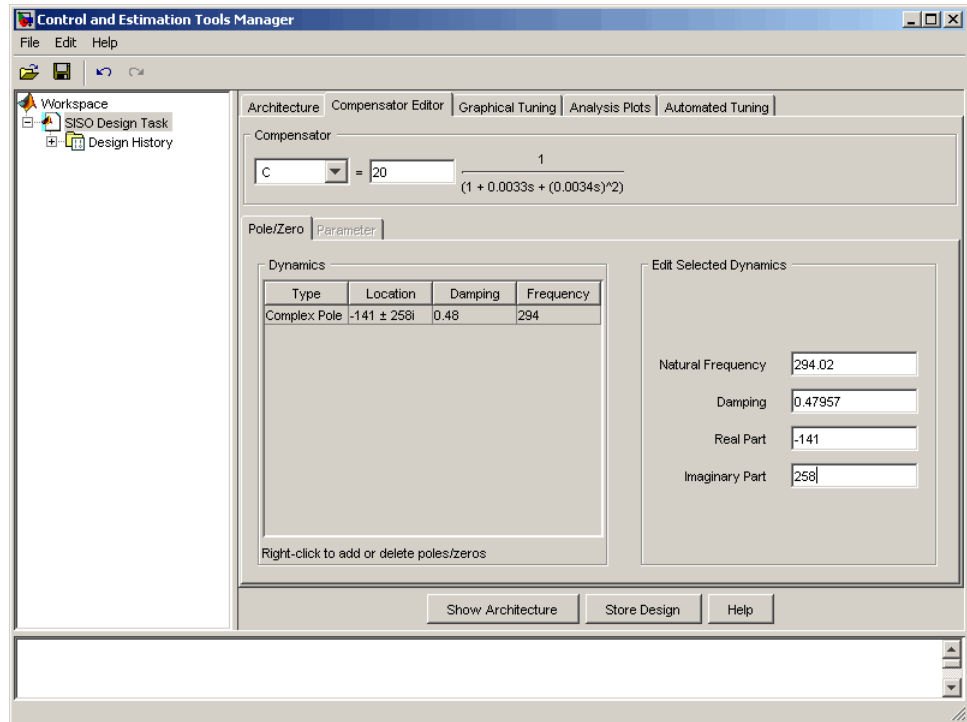 Control and Estimation Tools Manager
File Edit Help
Workspace
SISO Design Task
Design History
Architecture Compensator Editor Graphical Tuning Analysis Plots Automated Tuning
Compensator
C = 20
1
(1 + 0.0033s + (0.0034s)^2)
Pole/Zero Parameter
Dynamics
Type Location Damping Frequency
Complex Pole -141 ± 258i 0.48 294
Right-click to add or delete poles/zeros
Edit Selected Dynamics
Natural Frequency 294.02
Damping 0.47957
Real Part -141
Imaginary Part 258
Show Architecture Store Design Help